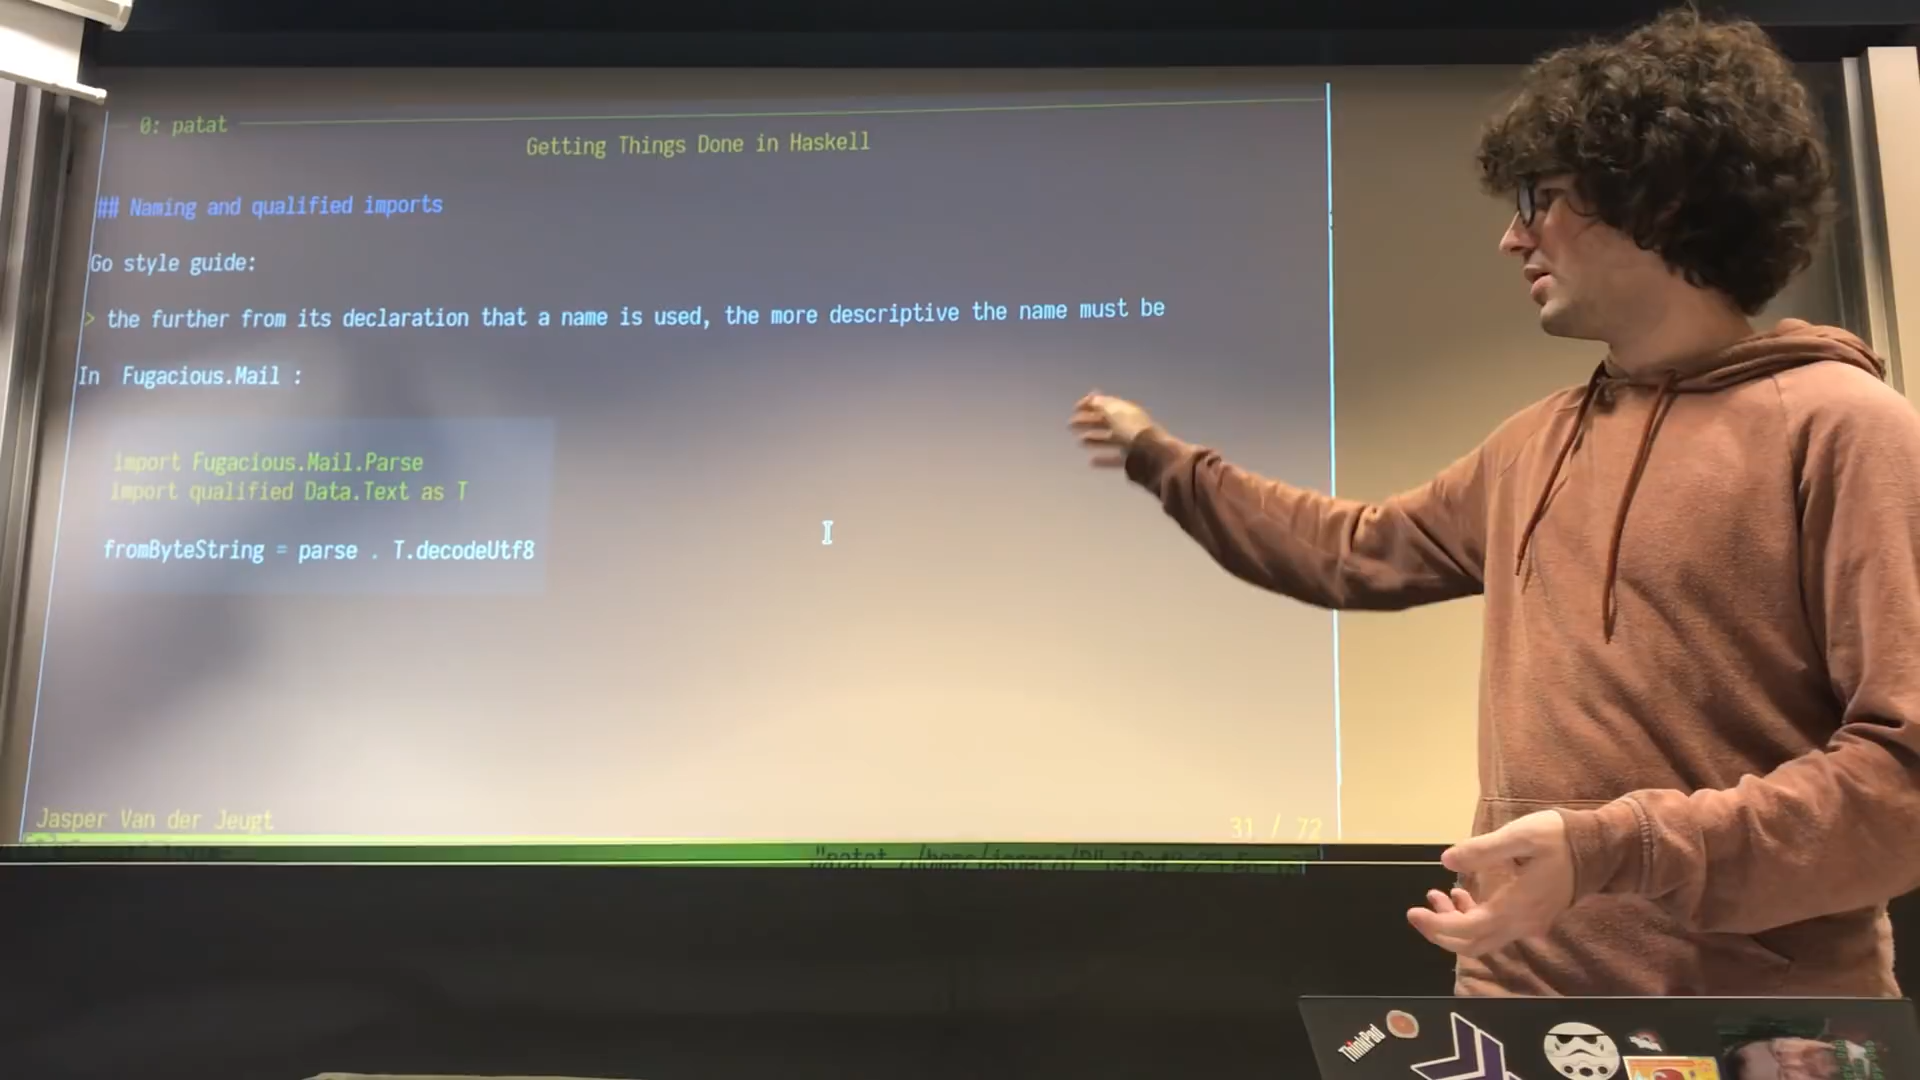 0: patat
Getting Things Done in Haskell
## Naming and qualified imports
Go style guide:
> the further from its declaration that a name is used, the more descriptive the name must be
In Fugacious.Mail :
import Fugacious.Mail.Parse
import qualified Data.Text as T
fromByteString = parse . T.decodeUtf8
Jasper Van der Jeugt
31 / 72
ThinkPad